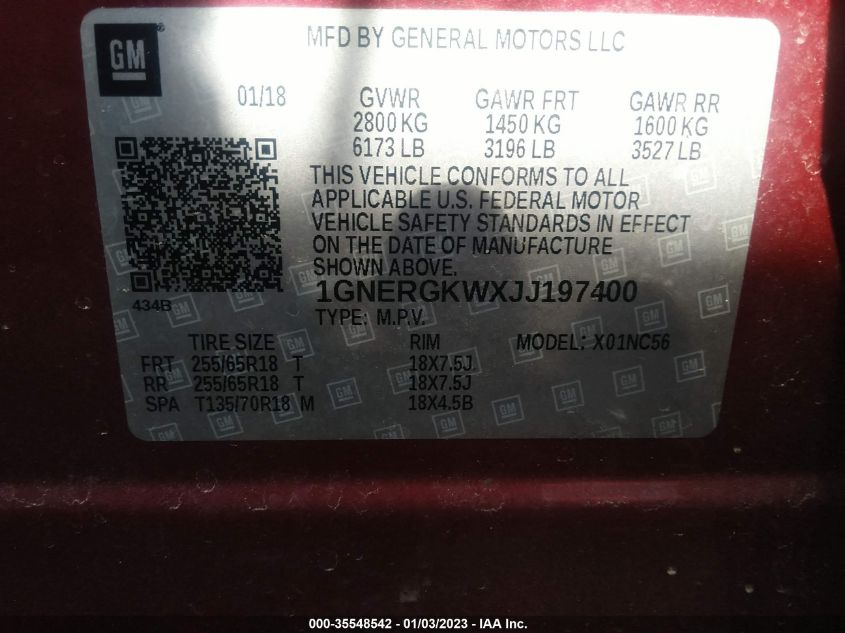 GM
MFD BY GENERAL MOTORS LLC
01/18 GVWR GAWR FRT GAWR RR
2800 KG 1450 KG 1600 KG
6173 LB 3196 LB 3527 LB
THIS VEHICLE CONFORMS TO ALL
APPLICABLE U.S. FEDERAL MOTOR
VEHICLE SAFETY STANDARDS IN EFFECT
ON THE DATE OF MANUFACTURE
SHOWN ABOVE.
434B
1GNERGKWXJJ197400
TYPE: M.P.V.
TIRE SIZE RIM MODEL: X01NC56
FRT 255/65R18 T 18X7.5J
RR 255/65R18 T 18X7.5J
SPA T135/70R18 M 18X4.5B
000-35548542 - 01/03/2023 - IAA Inc.